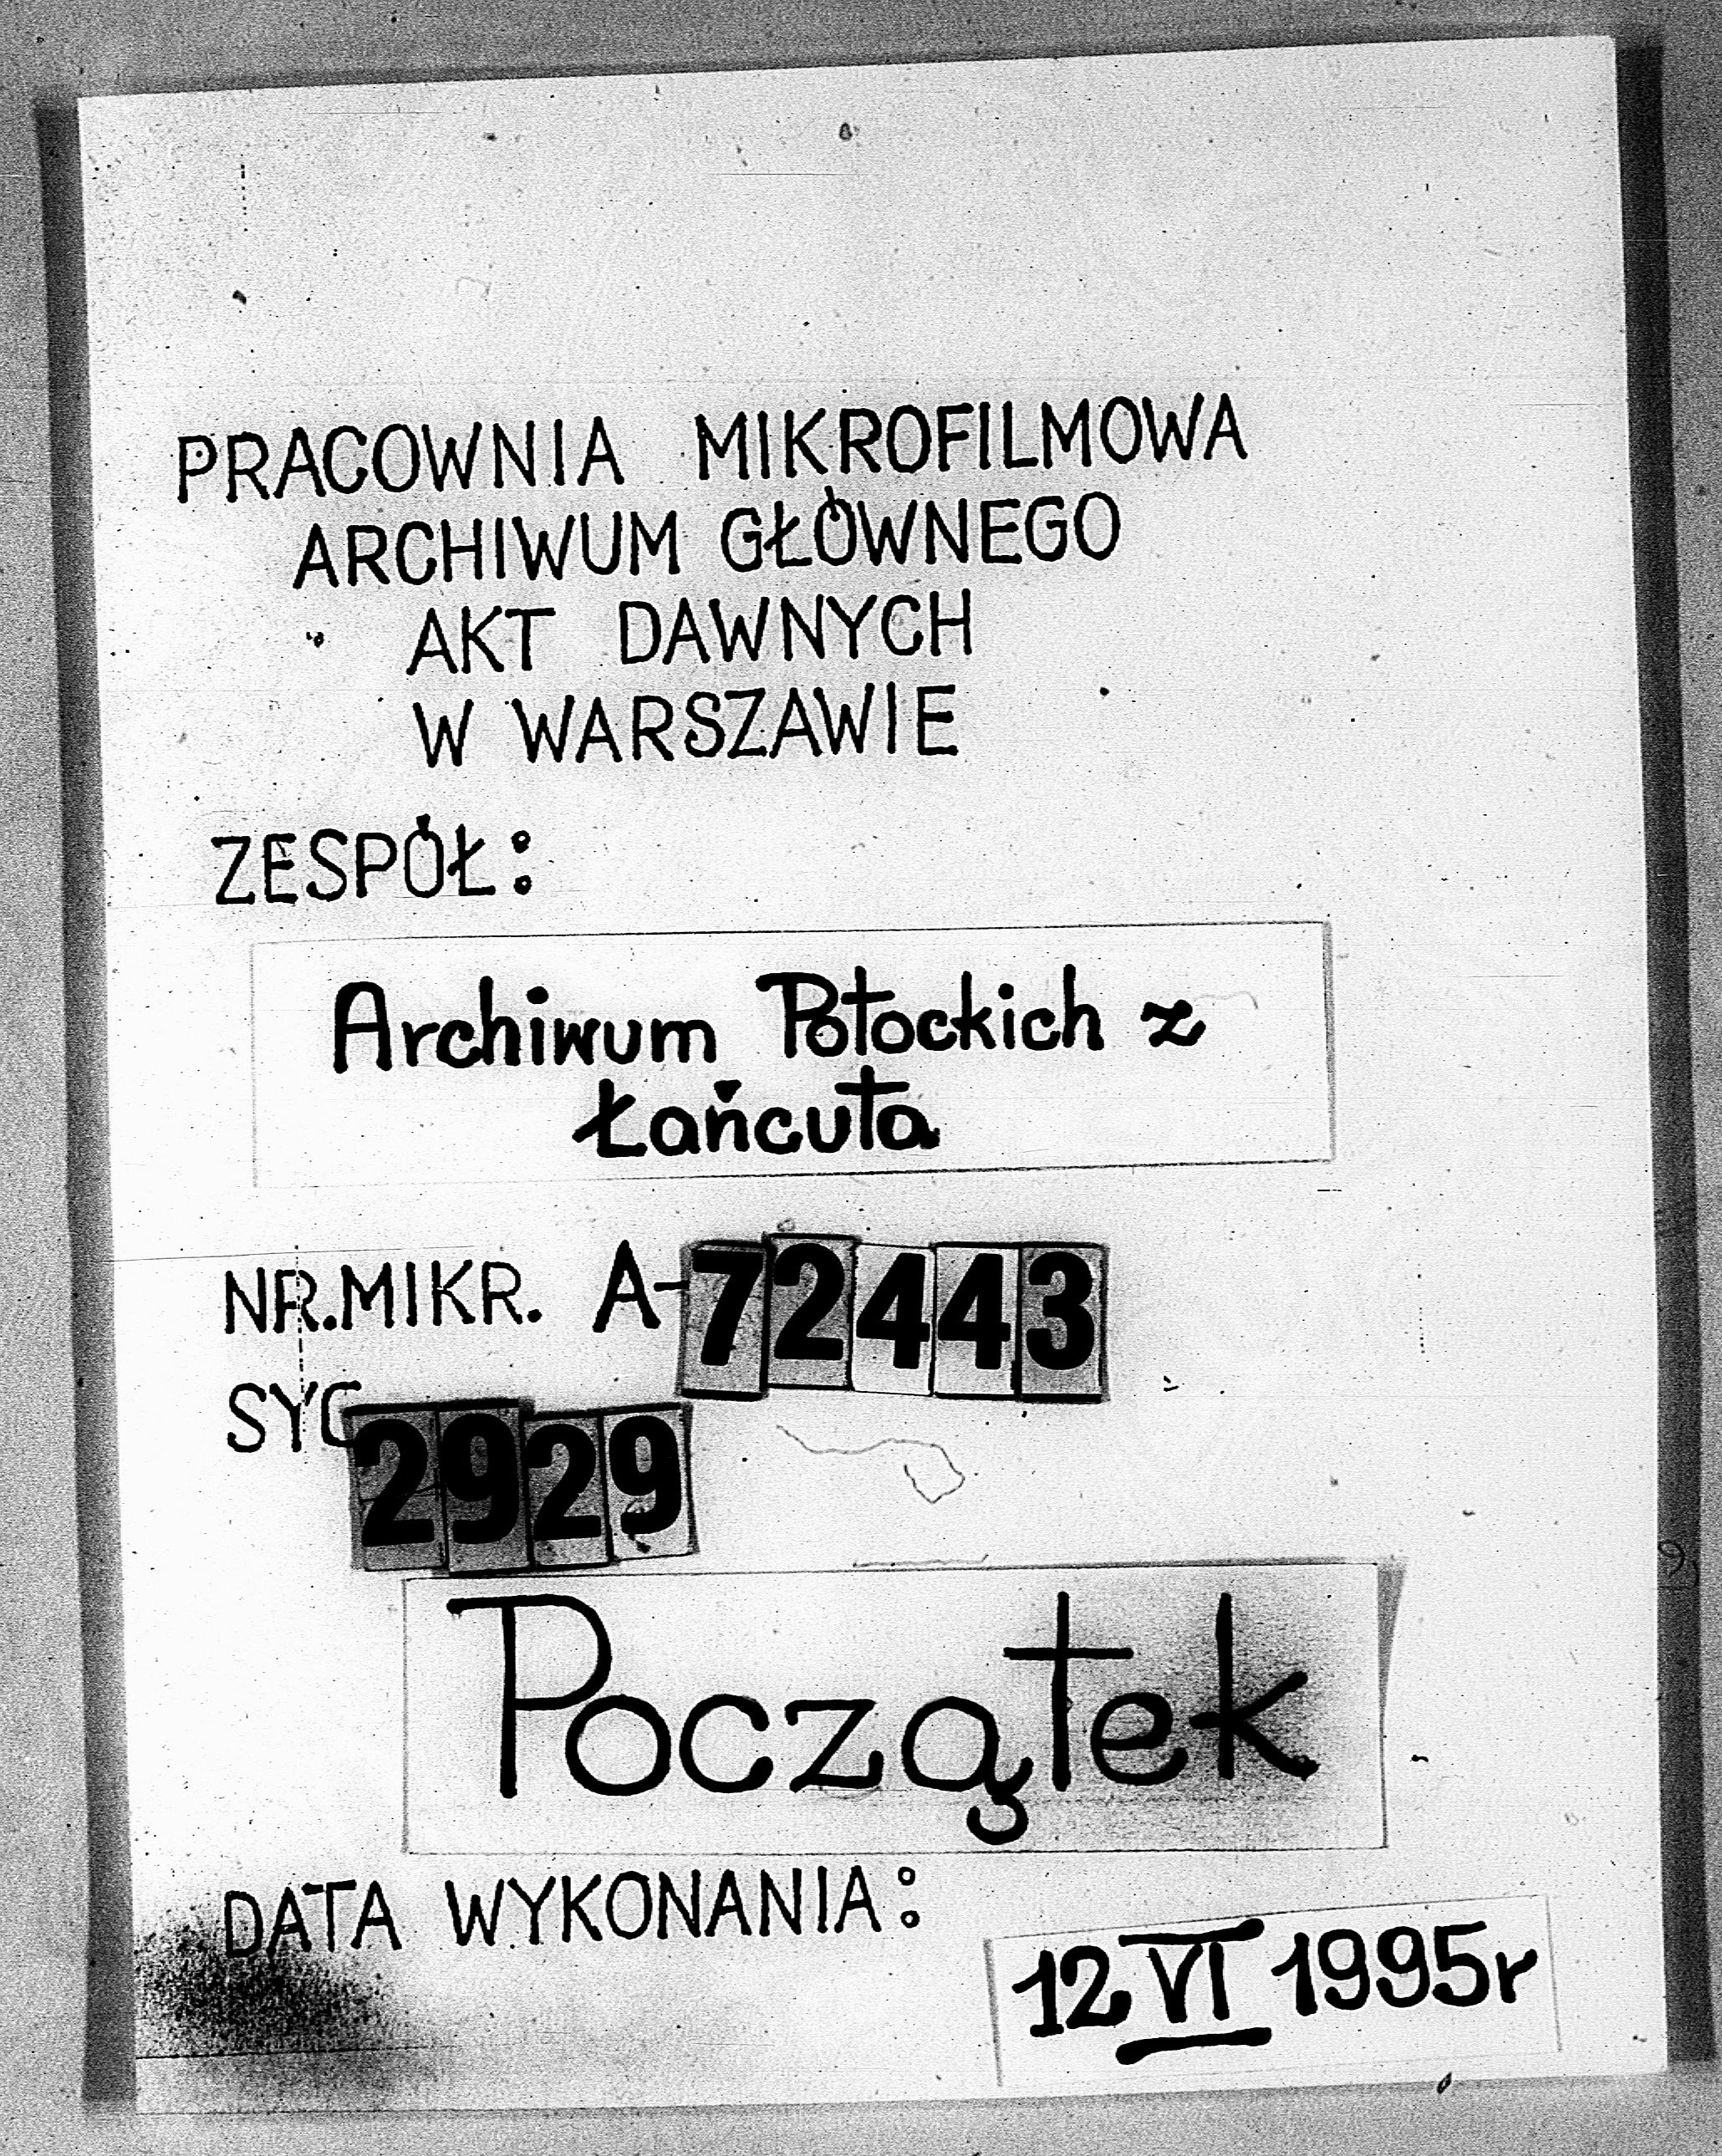 PRACOWNIA MIKROFILMOWA
ARCHIWUM GŁÓWNEGO
AKT DAWNYCH
W WARSZAWIE
ZESPÓŁ:
Archiwum Potockich z
Łańcuta
NR.MIKR. A-72443
SYG 2929
Początek
DATA WYKONANIA:
12 VI 1995r